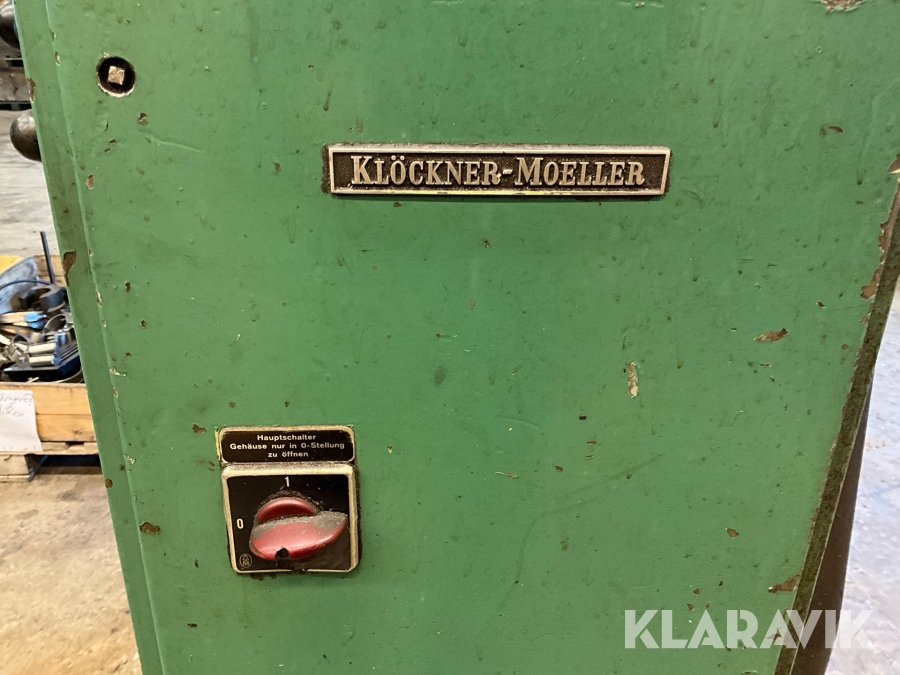 KLÖCKNER-MOELLER
Hauptschalter
Gehäuse nur in 0-Stellung
zu öffnen
1
0
KLARAVIK